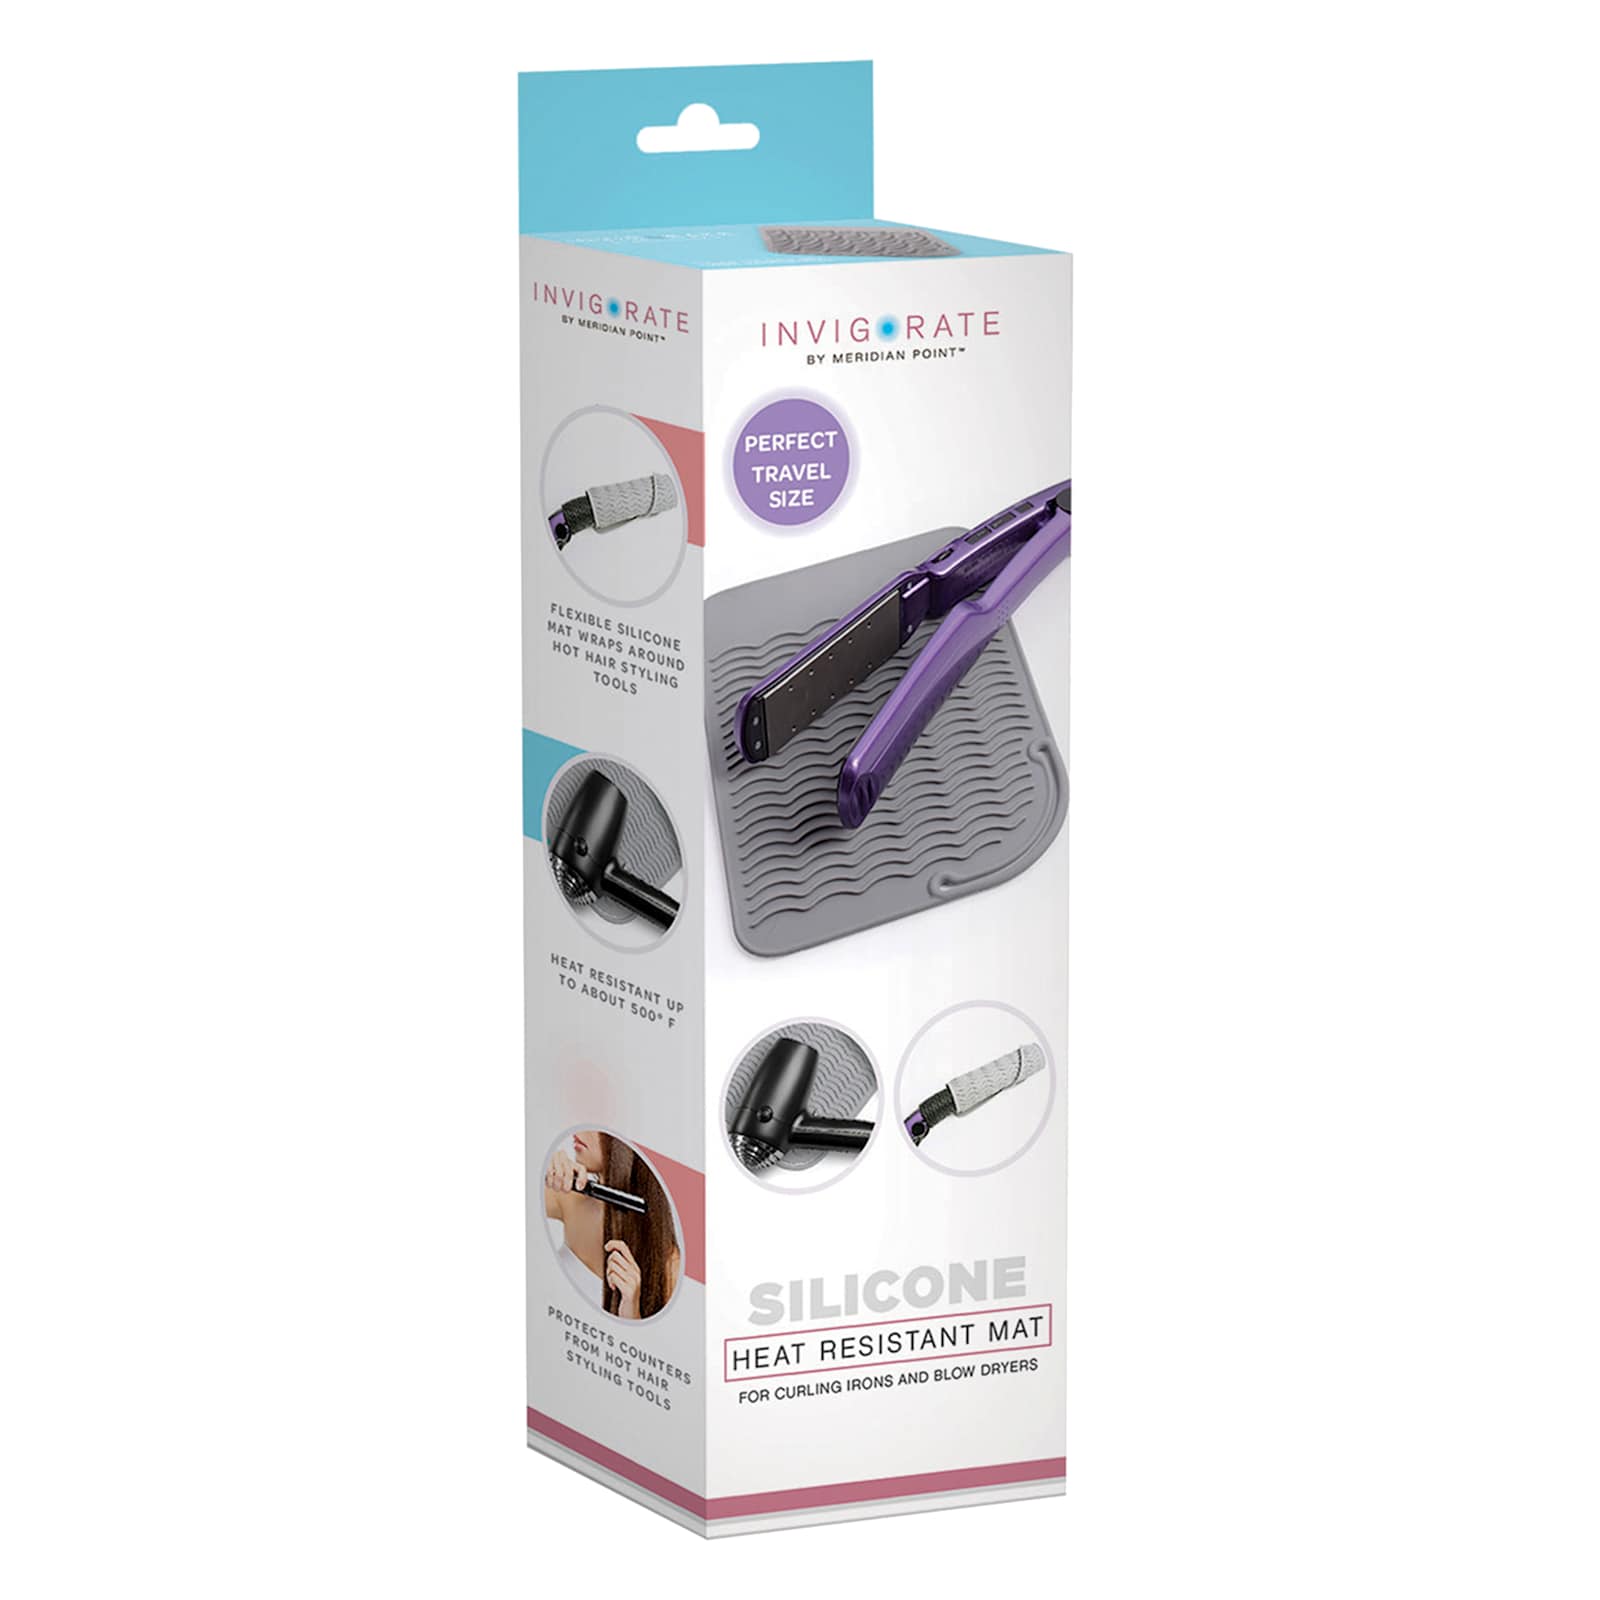 INVIGORATE
BY MERIDIAN POINT™
FLEXIBLE SILICONE
MAT WRAPS AROUND
HOT HAIR STYLING
TOOLS
HEAT RESISTANT UP
TO ABOUT 500° F
PROTECTS COUNTERS
FROM HOT HAIR
STYLING TOOLS
INVIGORATE
BY MERIDIAN POINT™
PERFECT
TRAVEL
SIZE
SILICONE
HEAT RESISTANT MAT
FOR CURLING IRONS AND BLOW DRYERS